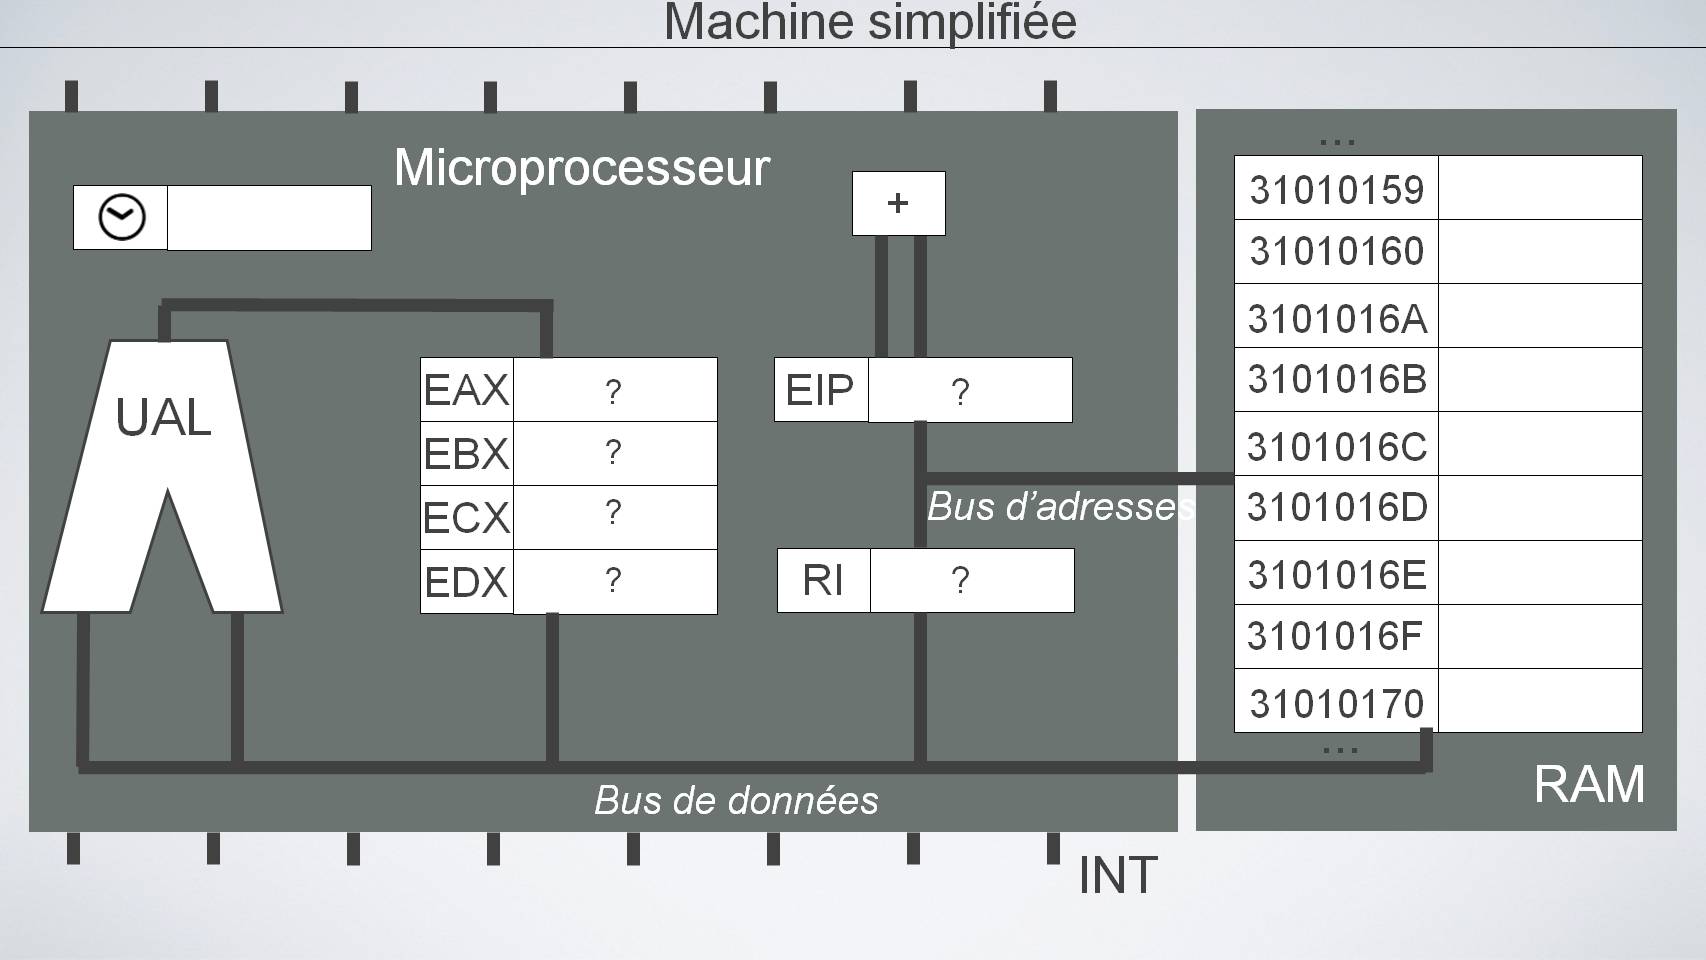 Machine simplifiée
Microprocesseur
+
UAL
EAX ?
EBX ?
ECX ?
EDX ?
EIP ?
Bus d’adresses
RI ?
Bus de données
INT
...
31010159
31010160
3101016A
3101016B
3101016C
3101016D
3101016E
3101016F
31010170
...
RAM